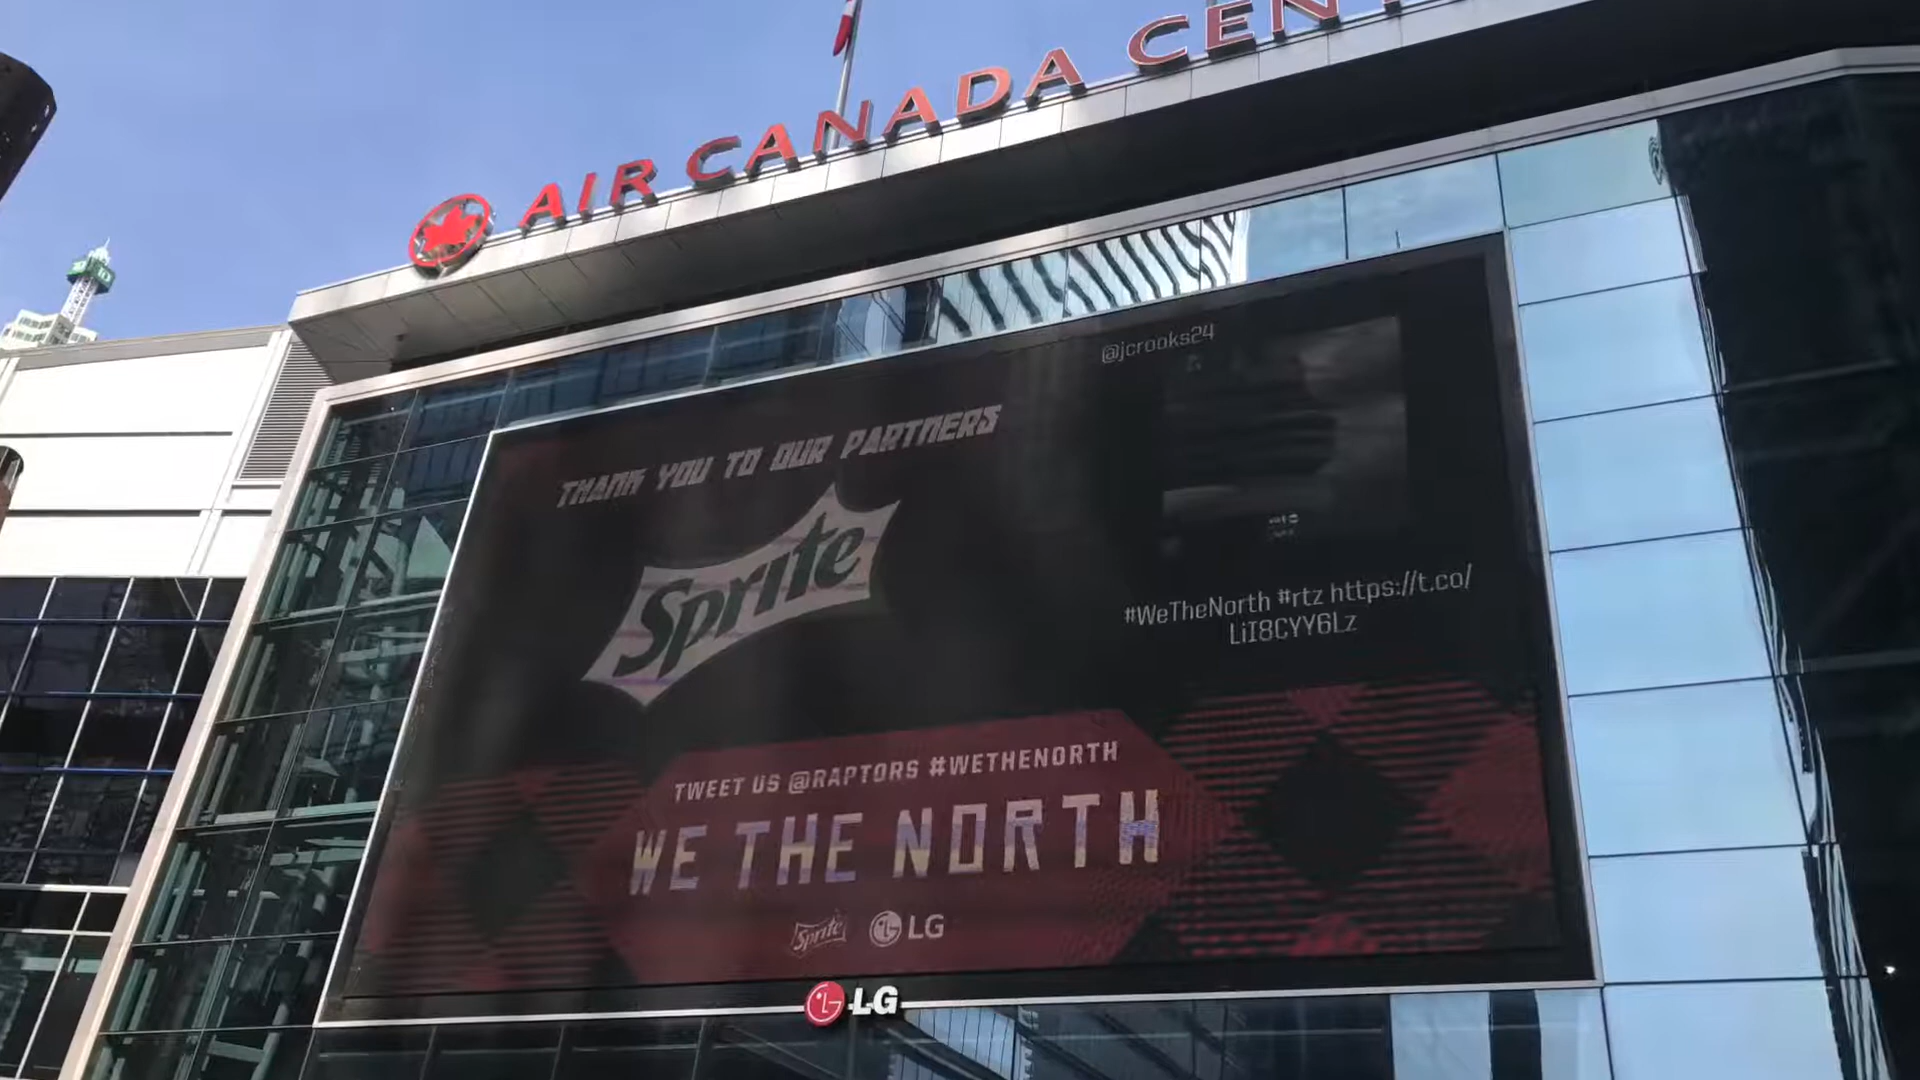 AIR CANADA CENT
@jcrooks24
THANK YOU TO OUR PARTNERS
Sprite
#WeTheNorth #rtz https://t.co/
LiI8CYY6Lz
TWEET US @RAPTORS #WETHENORTH
WE THE NORTH
Sprite LG
LG